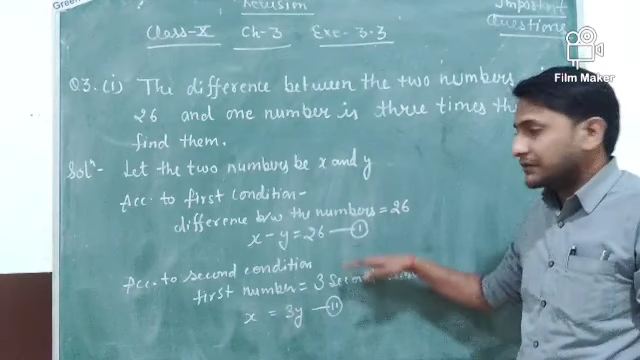 Green
Revision
Important
Class-X Ch-3 Exe-3.3
Questions
Film Maker
Q3.(i) The difference between the two numbers
26 and one number is three times th
find them.
Solⁿ- Let the two numbers be x and y
Acc. to first condition-
difference b/w the numbers = 26
x - y = 26 —(I)
Acc. to second condition
first number = 3 Second
x = 3y —(II)